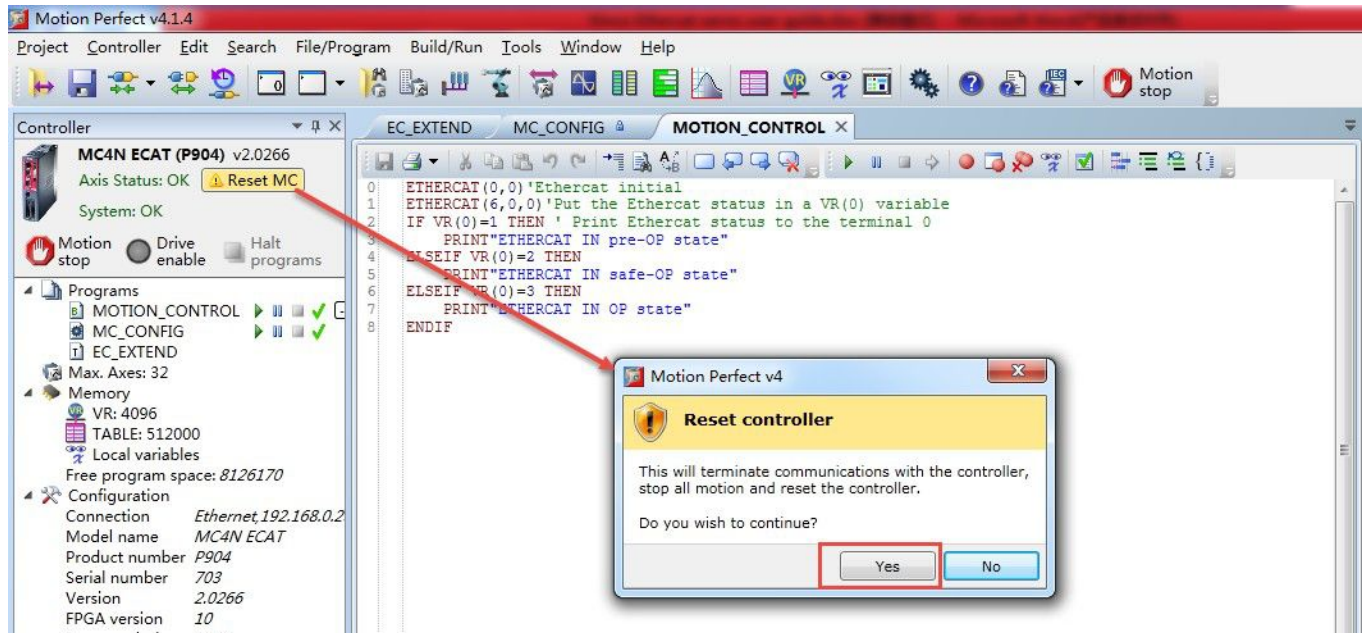 Motion Perfect v4.1.4
Project Controller Edit Search File/Program Build/Run Tools Window Help
Motion stop
Controller
EC_EXTEND MC_CONFIG MOTION_CONTROL
MC4N ECAT (P904) v2.0266
Axis Status: OK Reset MC
System: OK
Motion stop Drive enable Halt programs
Programs
MOTION_CONTROL
MC_CONFIG
EC_EXTEND
Max. Axes: 32
Memory
VR: 4096
TABLE: 512000
Local variables
Free program space: 8126170
Configuration
Connection Ethernet,192.168.0.2
Model name MC4N ECAT
Product number P904
Serial number 703
Version 2.0266
FPGA version 10
0 ETHERCAT(0,0)'Ethercat initial
1 ETHERCAT(6,0,0)'Put the Ethercat status in a VR(0) variable
2 IF VR(0)=1 THEN ' Print Ethercat status to the terminal 0
3 PRINT"ETHERCAT IN pre-OP state"
4 ELSEIF VR(0)=2 THEN
5 PRINT"ETHERCAT IN safe-OP state"
6 ELSEIF VR(0)=3 THEN
7 PRINT"ETHERCAT IN OP state"
8 ENDIF
Motion Perfect v4
Reset controller
This will terminate communications with the controller,
stop all motion and reset the controller.
Do you wish to continue?
Yes No